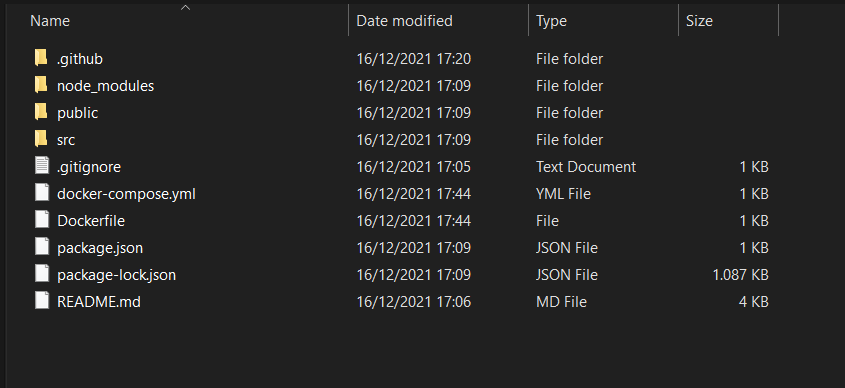 Name Date modified Type Size
.github 16/12/2021 17:20 File folder
node_modules 16/12/2021 17:09 File folder
public 16/12/2021 17:09 File folder
src 16/12/2021 17:09 File folder
.gitignore 16/12/2021 17:05 Text Document 1 KB
docker-compose.yml 16/12/2021 17:44 YML File 1 KB
Dockerfile 16/12/2021 17:44 File 1 KB
package.json 16/12/2021 17:09 JSON File 1 KB
package-lock.json 16/12/2021 17:09 JSON File 1.087 KB
README.md 16/12/2021 17:06 MD File 4 KB